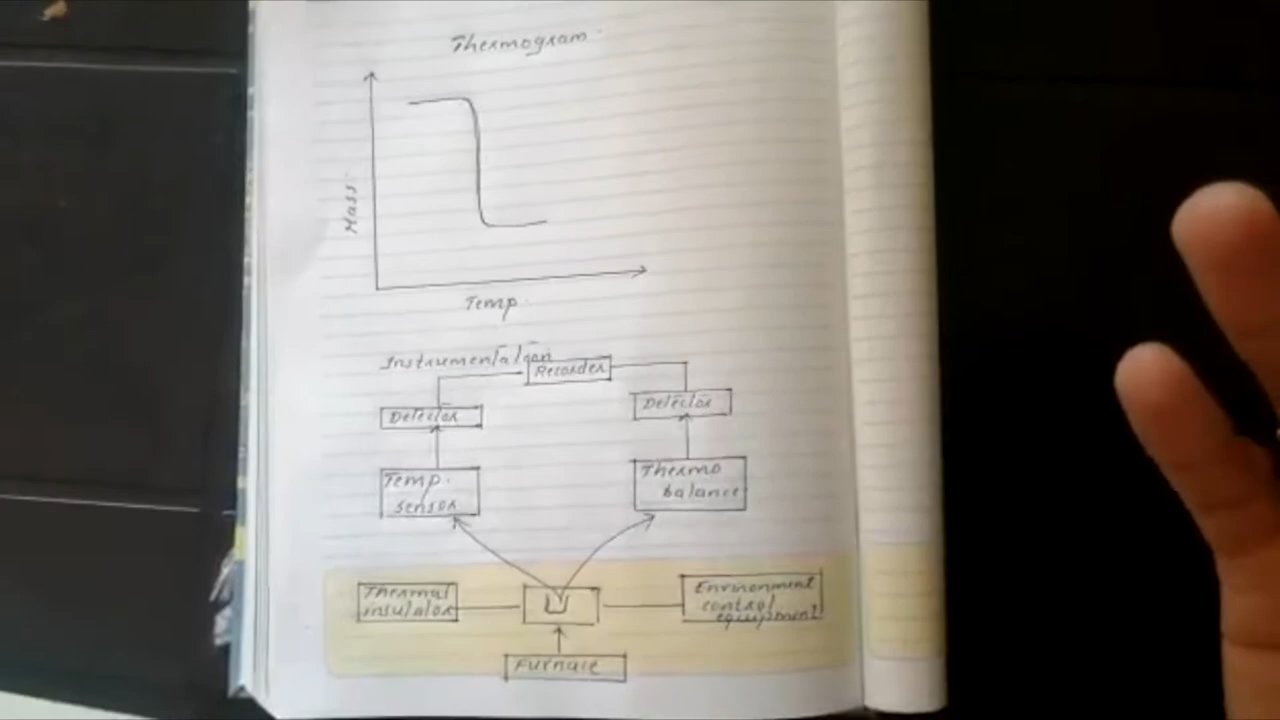 Thermogram
Mass
Temp.
Instrumentation
Recorder
Detector
Detector
Temp.
sensor
Thermo
balance
Thermal
insulator
Environment
control
equipment
Furnace